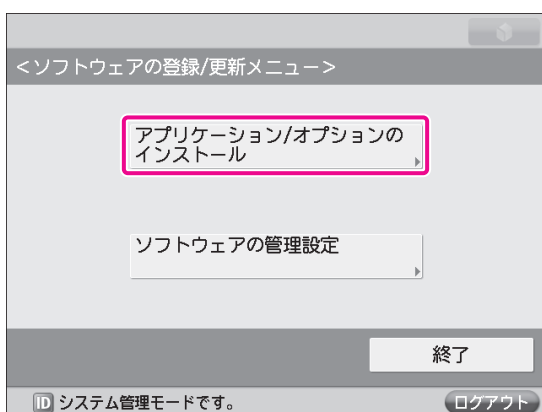 <ソフトウェアの登録/更新メニュー>
アプリケーション/オプションの
インストール
ソフトウェアの管理設定
終了
ID システム管理モードです。
ログアウト